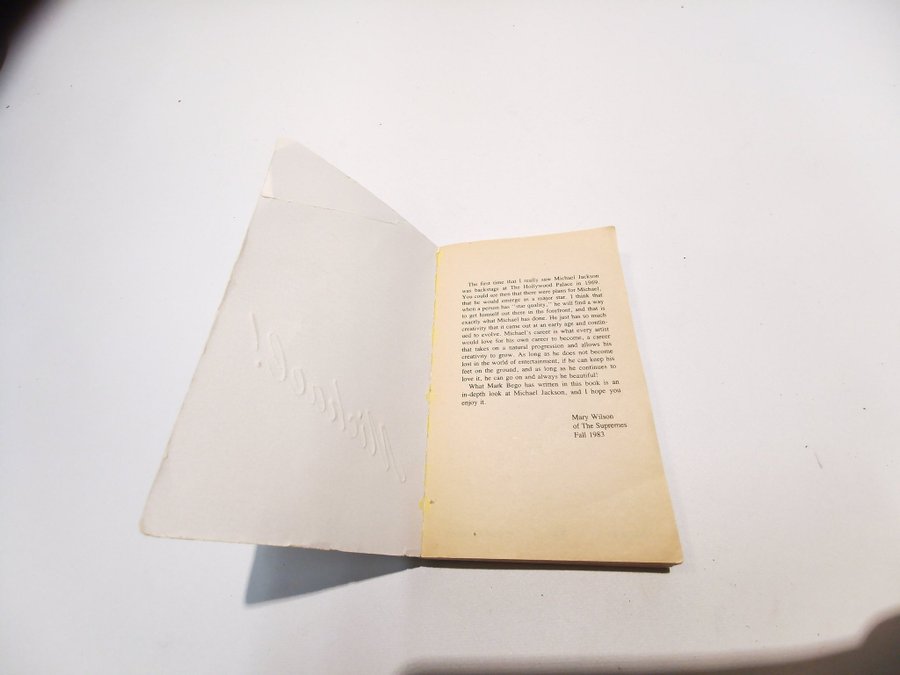 Michael!
The first time that I really saw Michael Jackson
was backstage at The Hollywood Palace in 1969.
You could see then that there were plans for Michael,
that he would emerge as a major star. I think that
when a person has "star quality," he will find a way
to get himself out there in the forefront, and that is
exactly what Michael has done. He just has so much
creativity that it came out at an early age and contin-
ued to evolve. Michael's career is what every artist
would love for his own career to become, a career
that takes on a natural progression and allows his
creativity to grow. As long as he does not become
lost in the world of entertainment, if he can keep his
feet on the ground, and as long as he continues to
love it, he can go on and always be beautiful!
What Mark Bego has written in this book is an
in-depth look at Michael Jackson, and I hope you
enjoy it.
Mary Wilson
of The Supremes
Fall 1983